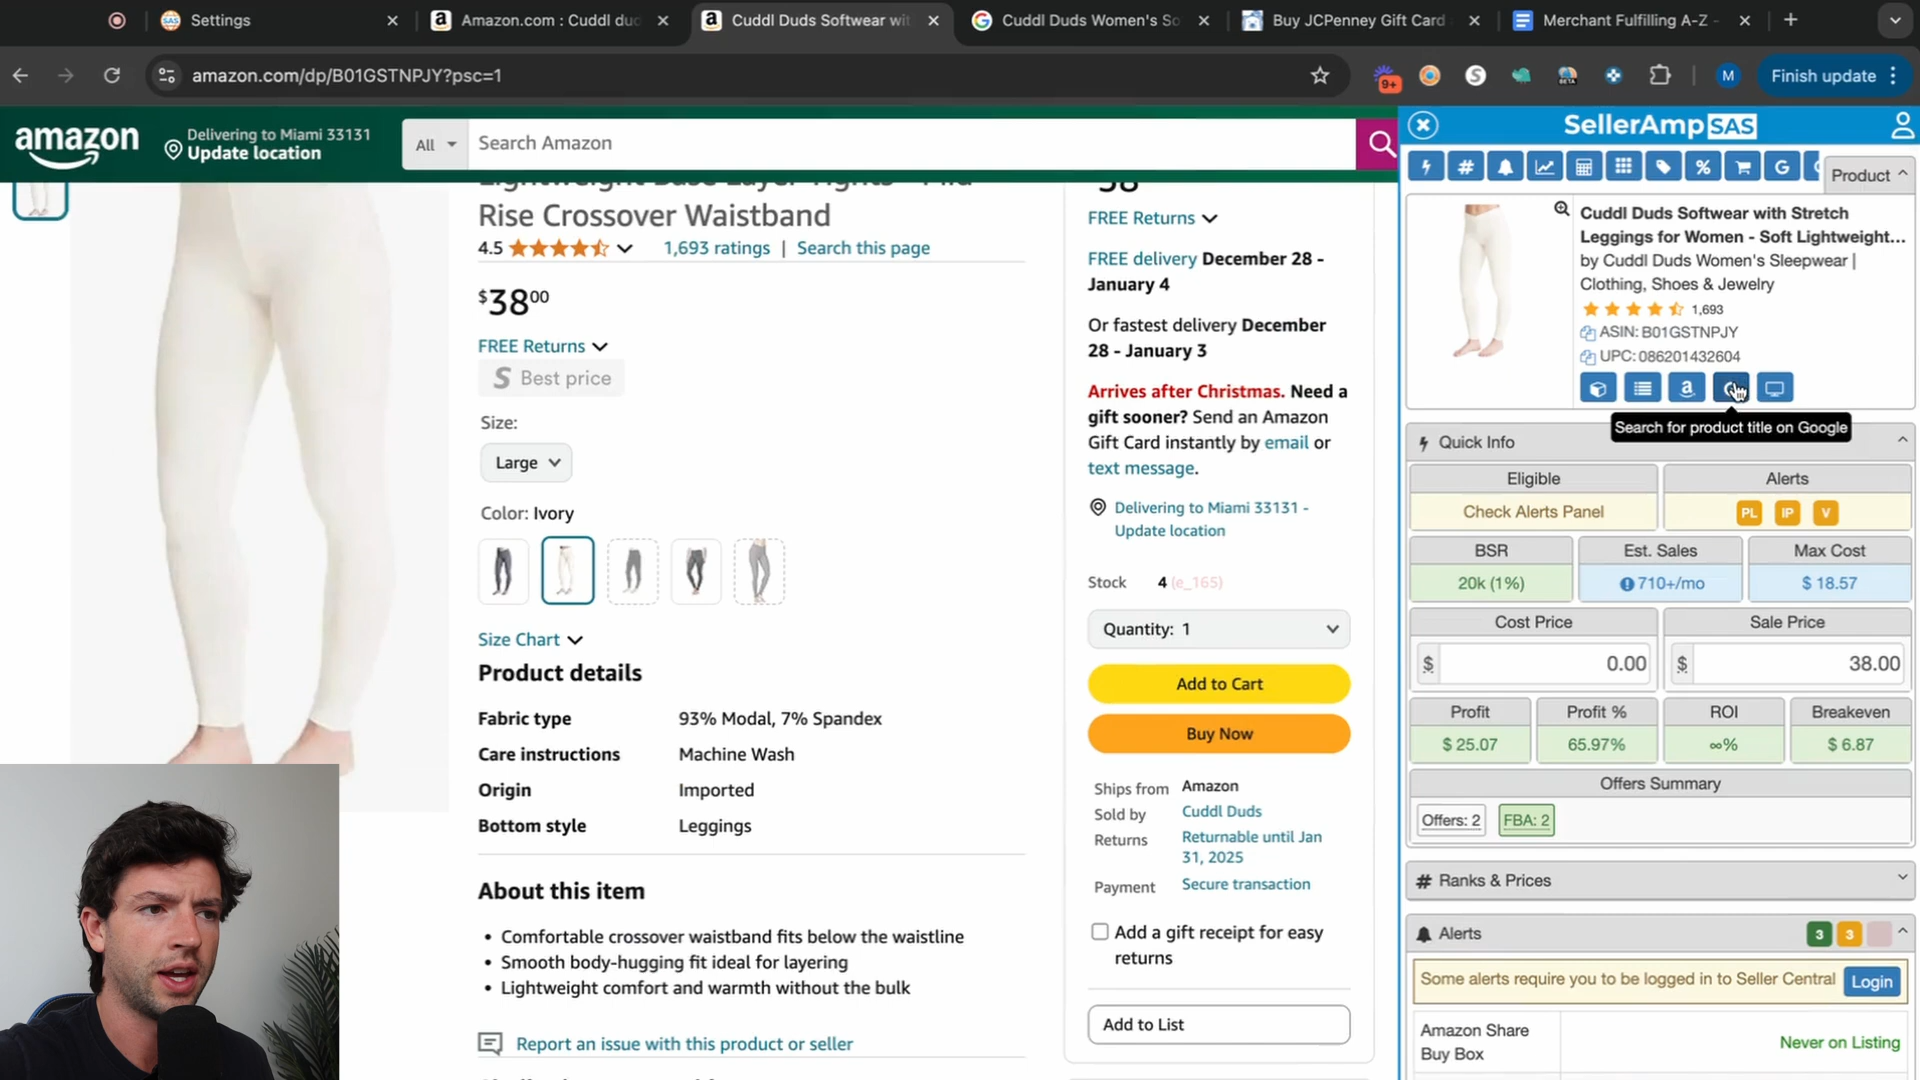 Settings
Amazon.com : Cuddl dud
Cuddl Duds Softwear wit
Cuddl Duds Women's So
Buy JCPenney Gift Card
Merchant Fulfilling A-Z -
amazon.com/dp/B01GSTNPJY?psc=1
9+
BETA
M
Finish update
amazon
Delivering to Miami 33131
Update location
All
Search Amazon
Rise Crossover Waistband
4.5
1,693 ratings | Search this page
$38 00
FREE Returns
S Best price
Size:
Large
Color: Ivory
Size Chart
Product details
Fabric type 93% Modal, 7% Spandex
Care instructions Machine Wash
Origin Imported
Bottom style Leggings
About this item
• Comfortable crossover waistband fits below the waistline
• Smooth body-hugging fit ideal for layering
• Lightweight comfort and warmth without the bulk
Report an issue with this product or seller
FREE Returns
FREE delivery December 28 -
January 4
Or fastest delivery December
28 - January 3
Arrives after Christmas. Need a
gift sooner? Send an Amazon
Gift Card instantly by email or
text message.
Delivering to Miami 33131 -
Update location
Stock 4 (e_165)
Quantity: 1
Add to Cart
Buy Now
Ships from Amazon
Sold by Cuddl Duds
Returns Returnable until Jan
31, 2025
Payment Secure transaction
Add a gift receipt for easy
returns
Add to List
SellerAmp SAS
Product
Cuddl Duds Softwear with Stretch
Leggings for Women - Soft Lightweight...
by Cuddl Duds Women's Sleepwear |
Clothing, Shoes & Jewelry
1,693
ASIN: B01GSTNPJY
UPC: 086201432604
Search for product title on Google
Quick Info
Eligible Alerts
Check Alerts Panel PL IP V
BSR Est. Sales Max Cost
20k (1%) 710+/mo $ 18.57
Cost Price Sale Price
$ 0.00 $ 38.00
Profit Profit % ROI Breakeven
$ 25.07 65.97% ∞% $ 6.87
Offers Summary
Offers: 2 FBA: 2
# Ranks & Prices
Alerts 3 3
Some alerts require you to be logged in to Seller Central Login
Amazon Share
Buy Box
Never on Listing